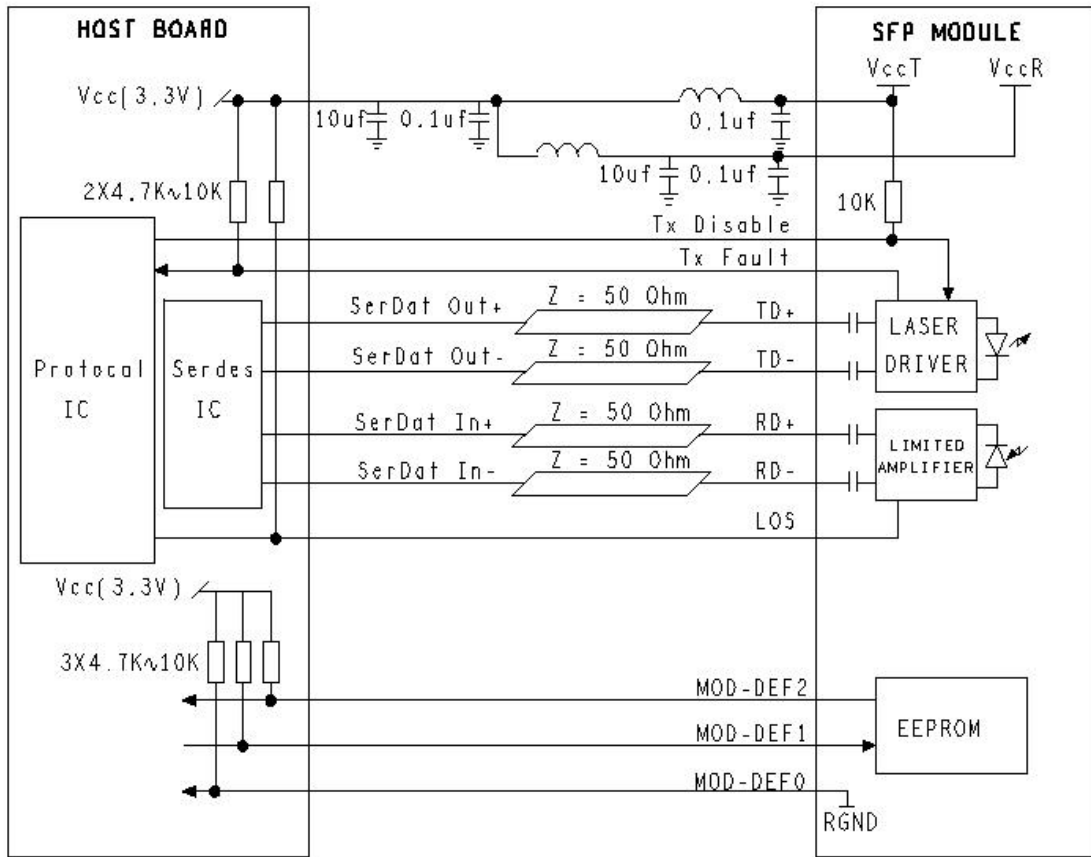 HOST BOARD
SFP MODULE
VccT
VccR
Vcc(3.3V)
10uf
0.1uf
0.1uf
10uf
0.1uf
2X4.7K~10K
10K
Tx Disable
Tx Fault
SerDat Out+
Z = 50 Ohm
TD+
LASER
DRIVER
SerDat Out-
Z = 50 Ohm
TD-
Protocal
IC
Serdes
IC
SerDat In+
Z = 50 Ohm
RD+
LIMITED
AMPLIFIER
SerDat In-
Z = 50 Ohm
RD-
LOS
Vcc(3.3V)
3X4.7K~10K
MOD-DEF2
MOD-DEF1
EEPROM
MOD-DEF0
RGND